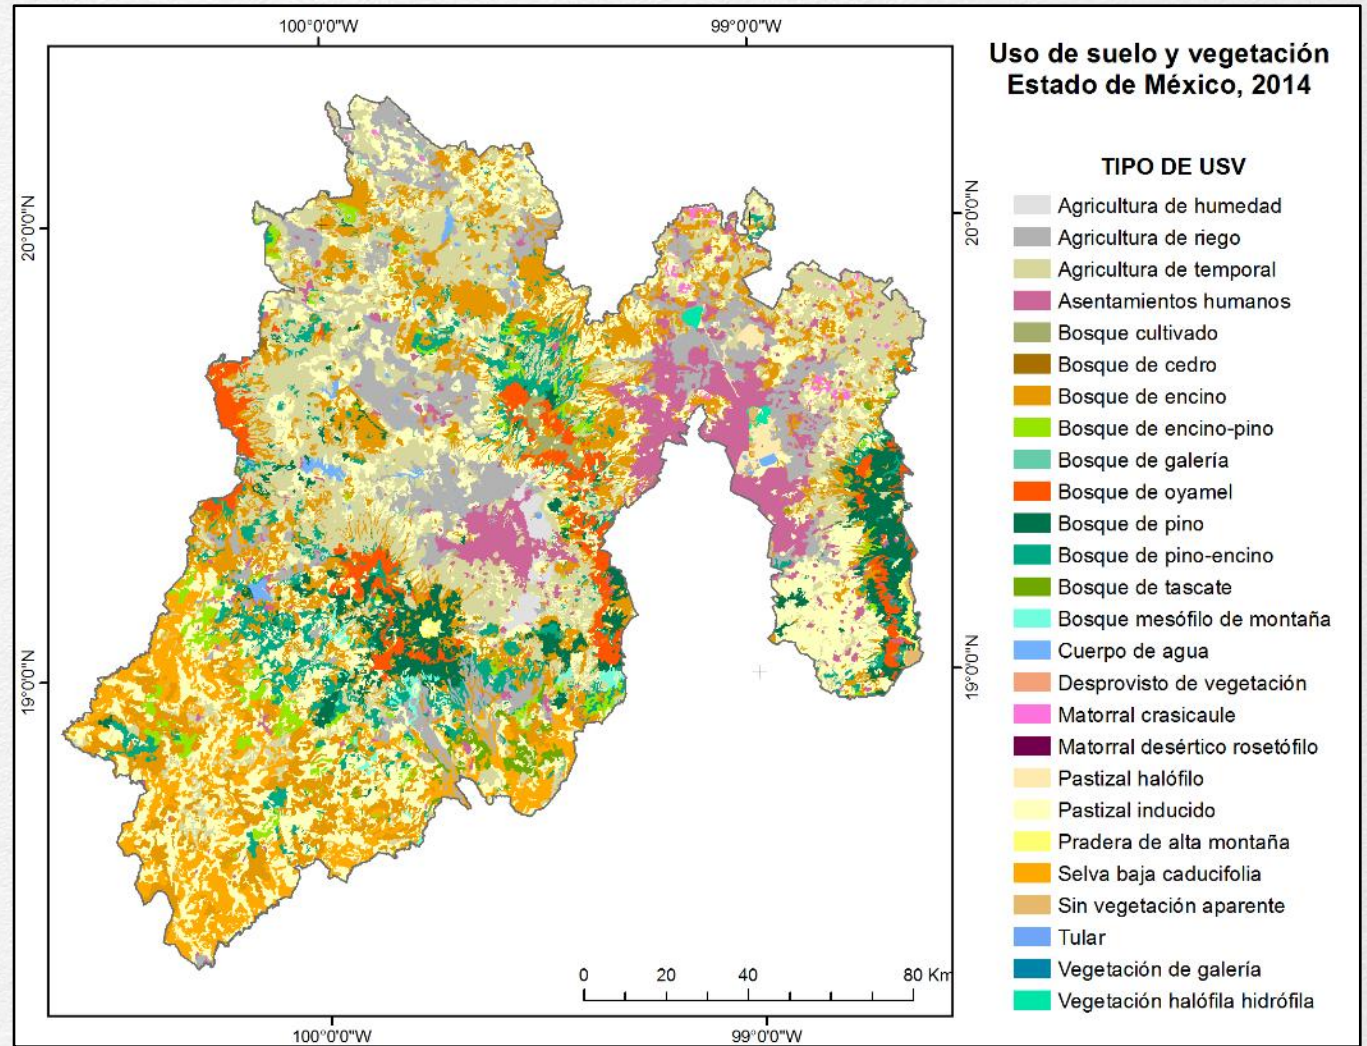 100°0'0"W
99°0'0"W
Uso de suelo y vegetación
Estado de México, 2014
TIPO DE USV
Agricultura de humedad
Agricultura de riego
Agricultura de temporal
Asentamientos humanos
Bosque cultivado
Bosque de cedro
Bosque de encino
Bosque de encino-pino
Bosque de galería
Bosque de oyamel
Bosque de pino
Bosque de pino-encino
Bosque de tascate
Bosque mesófilo de montaña
Cuerpo de agua
Desprovisto de vegetación
Matorral crasicaule
Matorral desértico rosetófilo
Pastizal halófilo
Pastizal inducido
Pradera de alta montaña
Selva baja caducifolia
Sin vegetación aparente
Tular
Vegetación de galería
Vegetación halófila hidrófila
20°0'0"N
20°0'0"N
19°0'0"N
19°0'0"N
0 20 40 80 Km
100°0'0"W
99°0'0"W